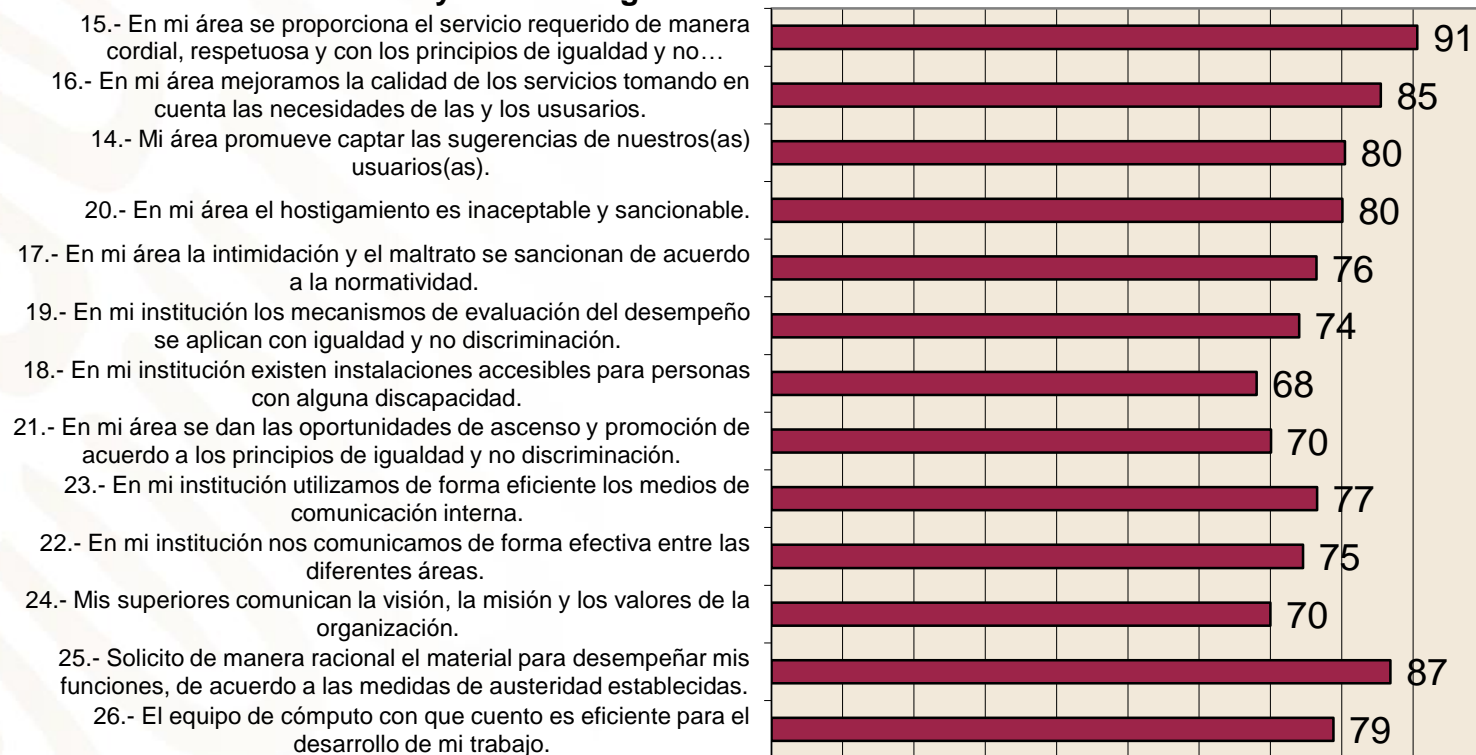 15.- En mi área se proporciona el servicio requerido de manera
cordial, respetuosa y con los principios de igualdad y no…
91
16.- En mi área mejoramos la calidad de los servicios tomando en
cuenta las necesidades de las y los ususarios.
85
14.- Mi área promueve captar las sugerencias de nuestros(as)
usuarios(as).
80
20.- En mi área el hostigamiento es inaceptable y sancionable.
80
17.- En mi área la intimidación y el maltrato se sancionan de acuerdo
a la normatividad.
76
19.- En mi institución los mecanismos de evaluación del desempeño
se aplican con igualdad y no discriminación.
74
18.- En mi institución existen instalaciones accesibles para personas
con alguna discapacidad.
68
21.- En mi área se dan las oportunidades de ascenso y promoción de
acuerdo a los principios de igualdad y no discriminación.
70
23.- En mi institución utilizamos de forma eficiente los medios de
comunicación interna.
77
22.- En mi institución nos comunicamos de forma efectiva entre las
diferentes áreas.
75
24.- Mis superiores comunican la visión, la misión y los valores de la
organización.
70
25.- Solicito de manera racional el material para desempeñar mis
funciones, de acuerdo a las medidas de austeridad establecidas.
87
26.- El equipo de cómputo con que cuento es eficiente para el
desarrollo de mi trabajo.
79